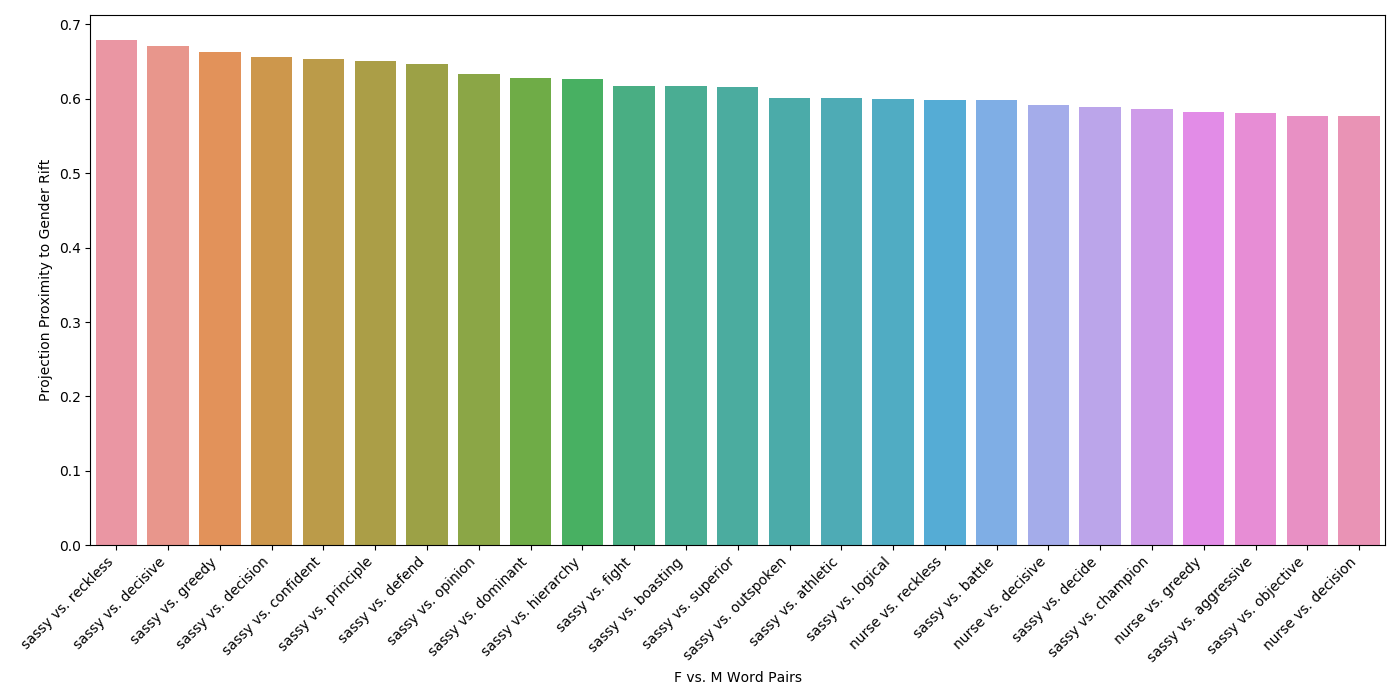 Projection Proximity to Gender Rift
0.7
0.6
0.5
0.4
0.3
0.2
0.1
0.0
sassy vs. reckless
sassy vs. decisive
sassy vs. greedy
sassy vs. decision
sassy vs. confident
sassy vs. principle
sassy vs. defend
sassy vs. opinion
sassy vs. dominant
sassy vs. hierarchy
sassy vs. fight
sassy vs. boasting
sassy vs. superior
sassy vs. outspoken
sassy vs. athletic
sassy vs. logical
nurse vs. reckless
sassy vs. battle
nurse vs. decisive
sassy vs. decide
sassy vs. champion
nurse vs. greedy
sassy vs. aggressive
sassy vs. objective
nurse vs. decision
F vs. M Word Pairs